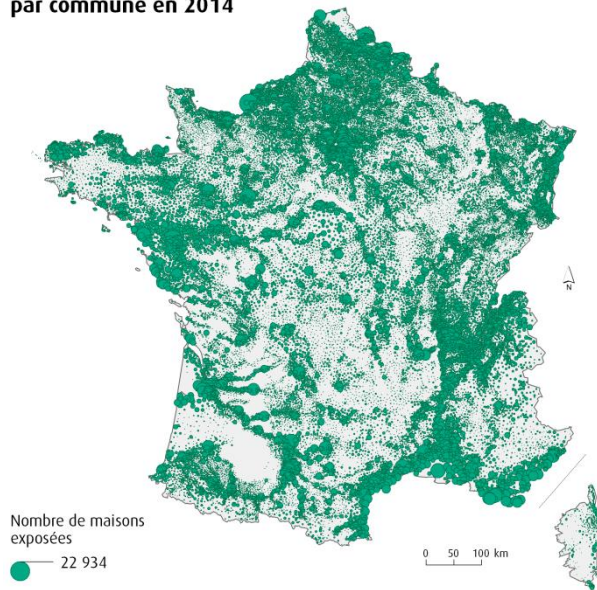 par commune en 2014
N
Nombre de maisons
exposées
22 934
0 50 100 km